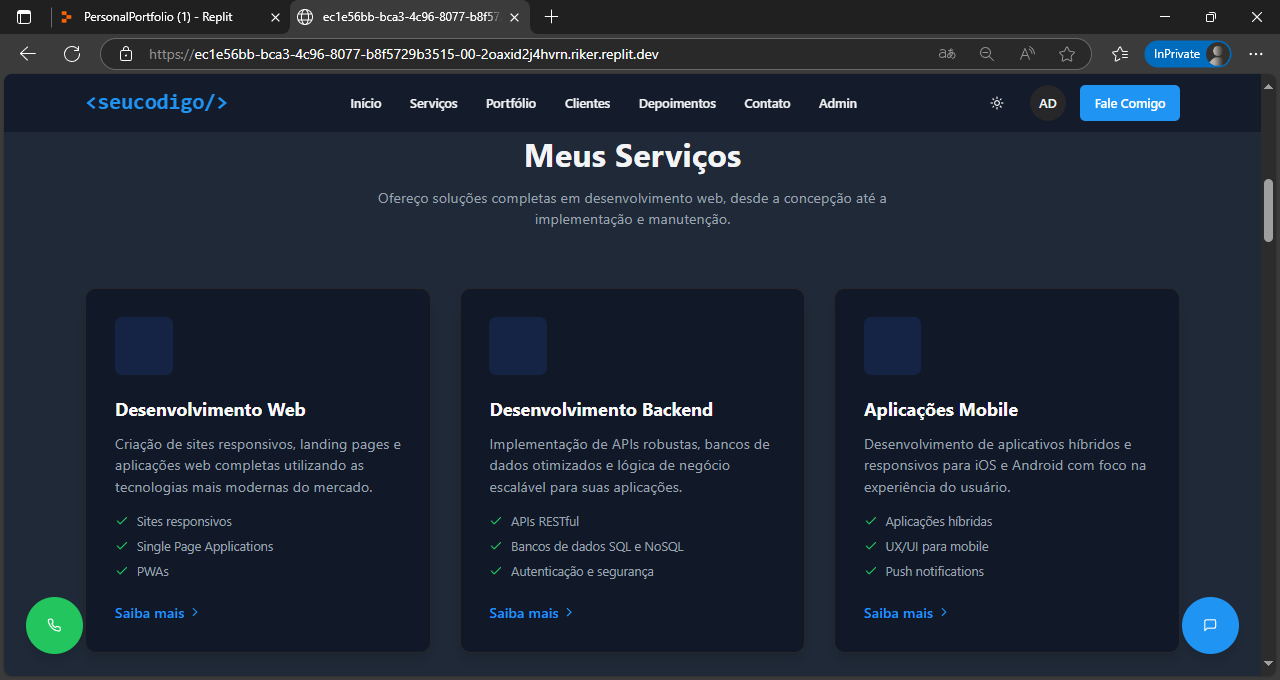 PersonalPortfolio (1) - Replit
ec1e56bb-bca3-4c96-8077-b8f57
https://ec1e56bb-bca3-4c96-8077-b8f5729b3515-00-2oaxid2j4hvrn.riker.replit.dev
InPrivate
<seucodigo/>
Início
Serviços
Portfólio
Clientes
Depoimentos
Contato
Admin
AD
Fale Comigo
Meus Serviços
Ofereço soluções completas em desenvolvimento web, desde a concepção até a
implementação e manutenção.
Desenvolvimento Web
Criação de sites responsivos, landing pages e
aplicações web completas utilizando as
tecnologias mais modernas do mercado.
Sites responsivos
Single Page Applications
PWAs
Saiba mais
Desenvolvimento Backend
Implementação de APIs robustas, bancos de
dados otimizados e lógica de negócio
escalável para suas aplicações.
APIs RESTful
Bancos de dados SQL e NoSQL
Autenticação e segurança
Saiba mais
Aplicações Mobile
Desenvolvimento de aplicativos híbridos e
responsivos para iOS e Android com foco na
experiência do usuário.
Aplicações híbridas
UX/UI para mobile
Push notifications
Saiba mais